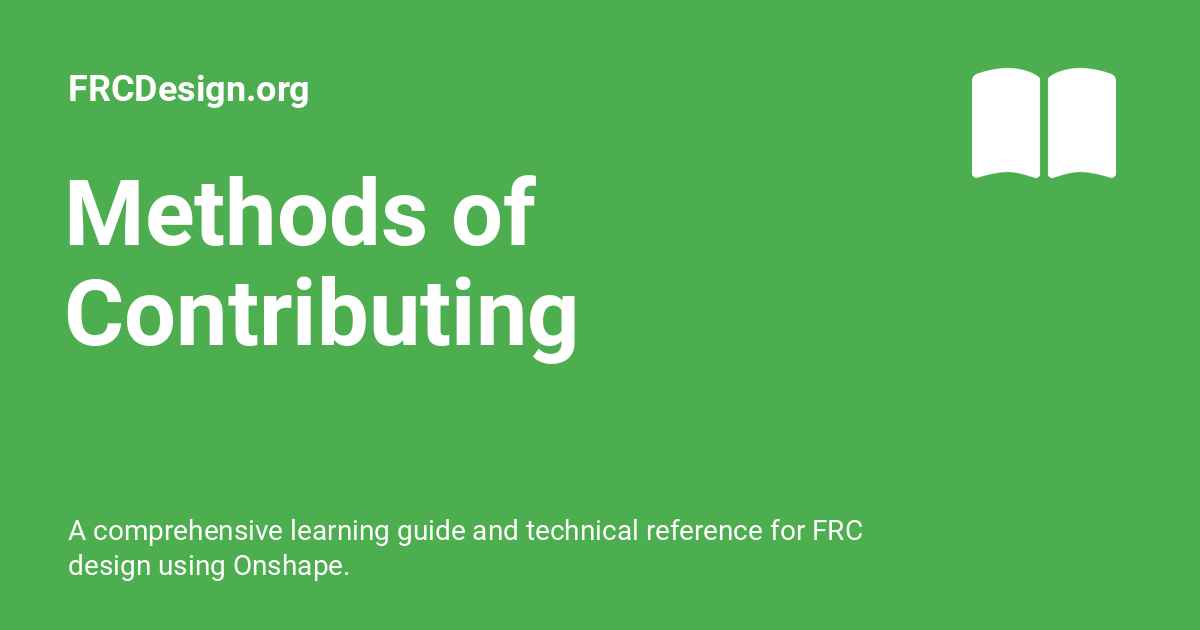 FRCDesign.org
Methods of
Contributing
A comprehensive learning guide and technical reference for FRC
design using Onshape.